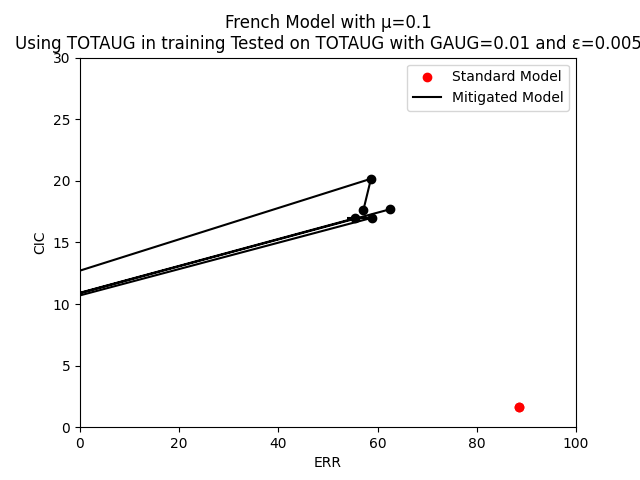 French Model with μ=0.1
Using TOTAUG in training Tested on TOTAUG with GAUG=0.01 and ε=0.005
30
25
20
15
10
5
0
CIC
Standard Model
Mitigated Model
0 20 40 60 80 100
ERR